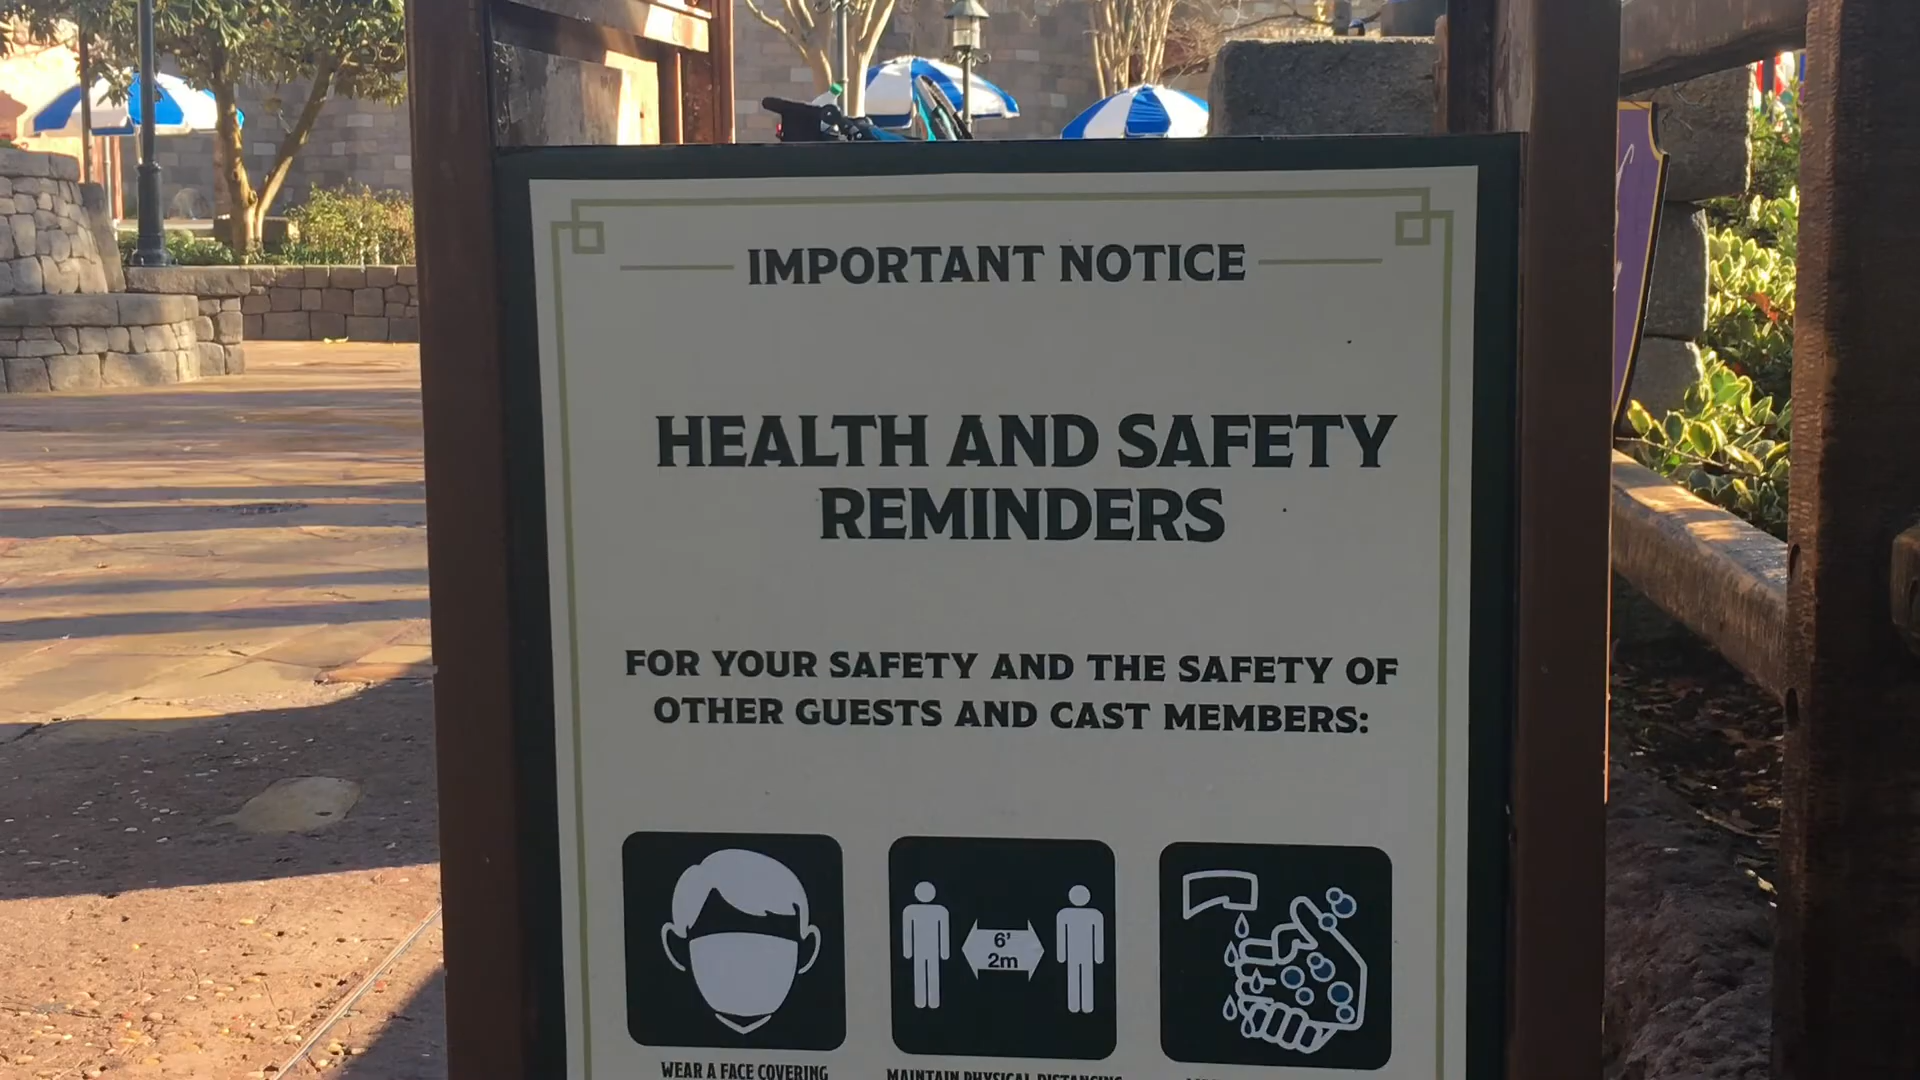 IMPORTANT NOTICE
HEALTH AND SAFETY
REMINDERS
FOR YOUR SAFETY AND THE SAFETY OF
OTHER GUESTS AND CAST MEMBERS:
6'
2m
WEAR A FACE COVERING
MAINTAIN PHYSICAL DISTANCING